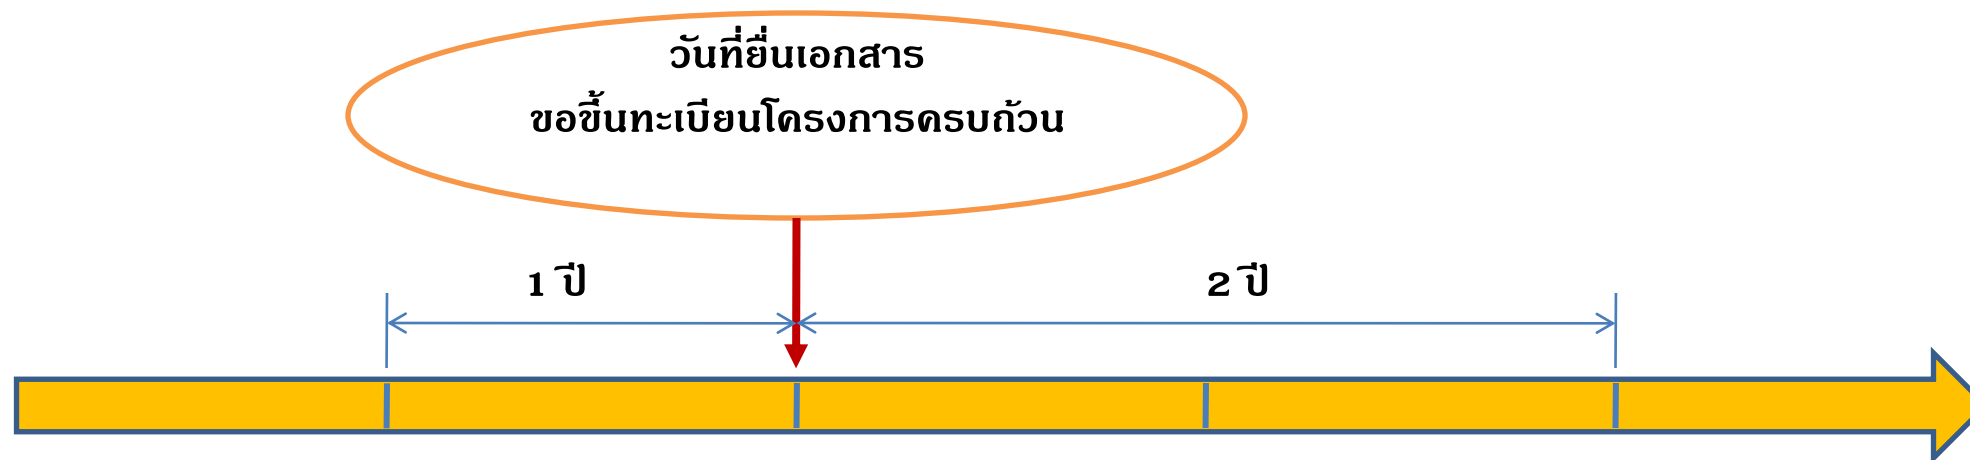 วันที่ยื่นเอกสาร
ขอขึ้นทะเบียนโครงการครบถ้วน
1 ปี
2 ปี